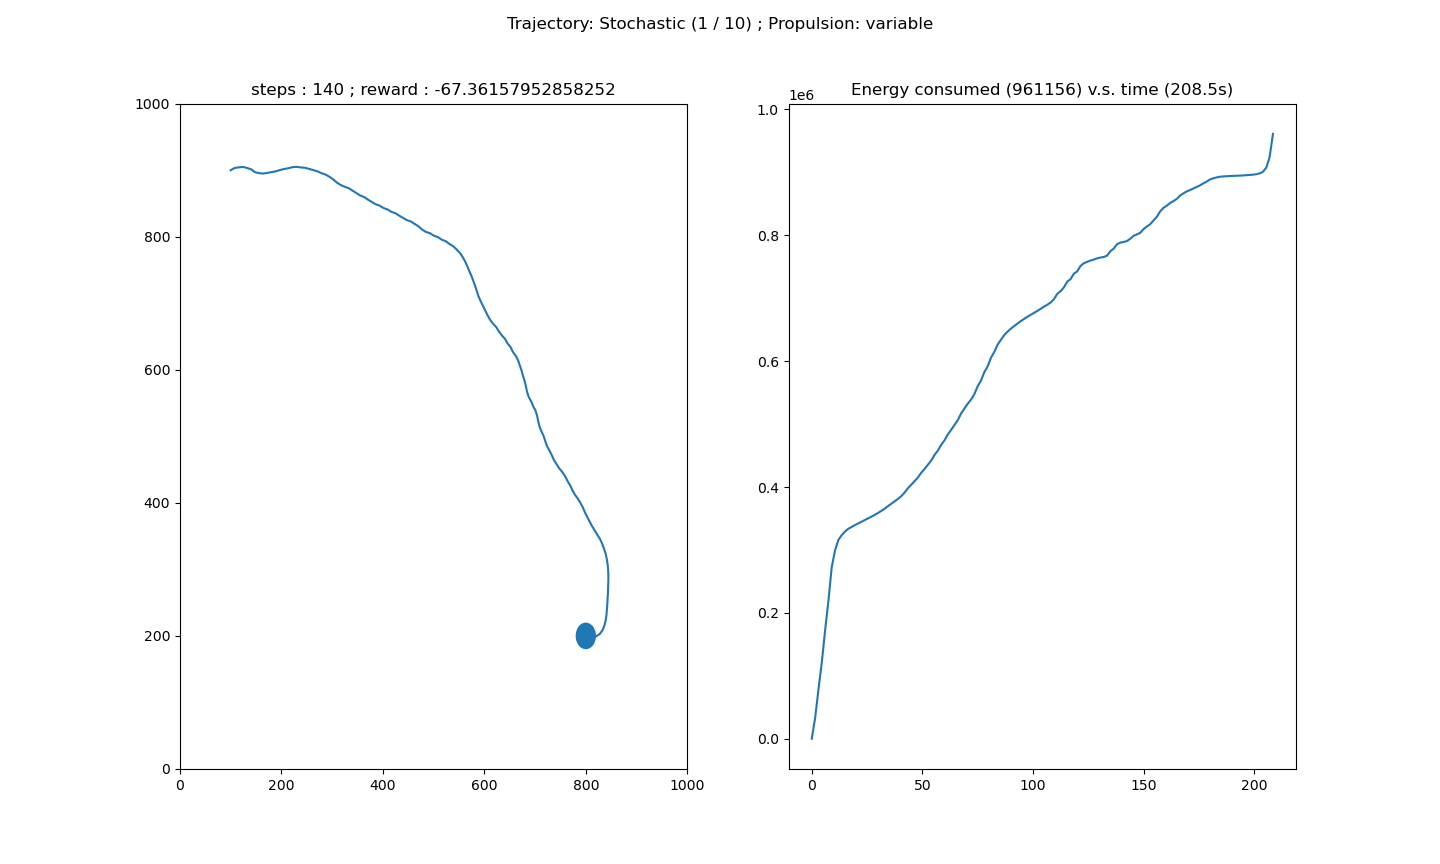 Trajectory: Stochastic (1 / 10) ; Propulsion: variable
steps : 140 ; reward : -67.36157952858252
1000
800
600
400
200
0
0 200 400 600 800 1000
Energy consumed (961156) v.s. time (208.5s)
1e6
1.0
0.8
0.6
0.4
0.2
0.0
0 50 100 150 200